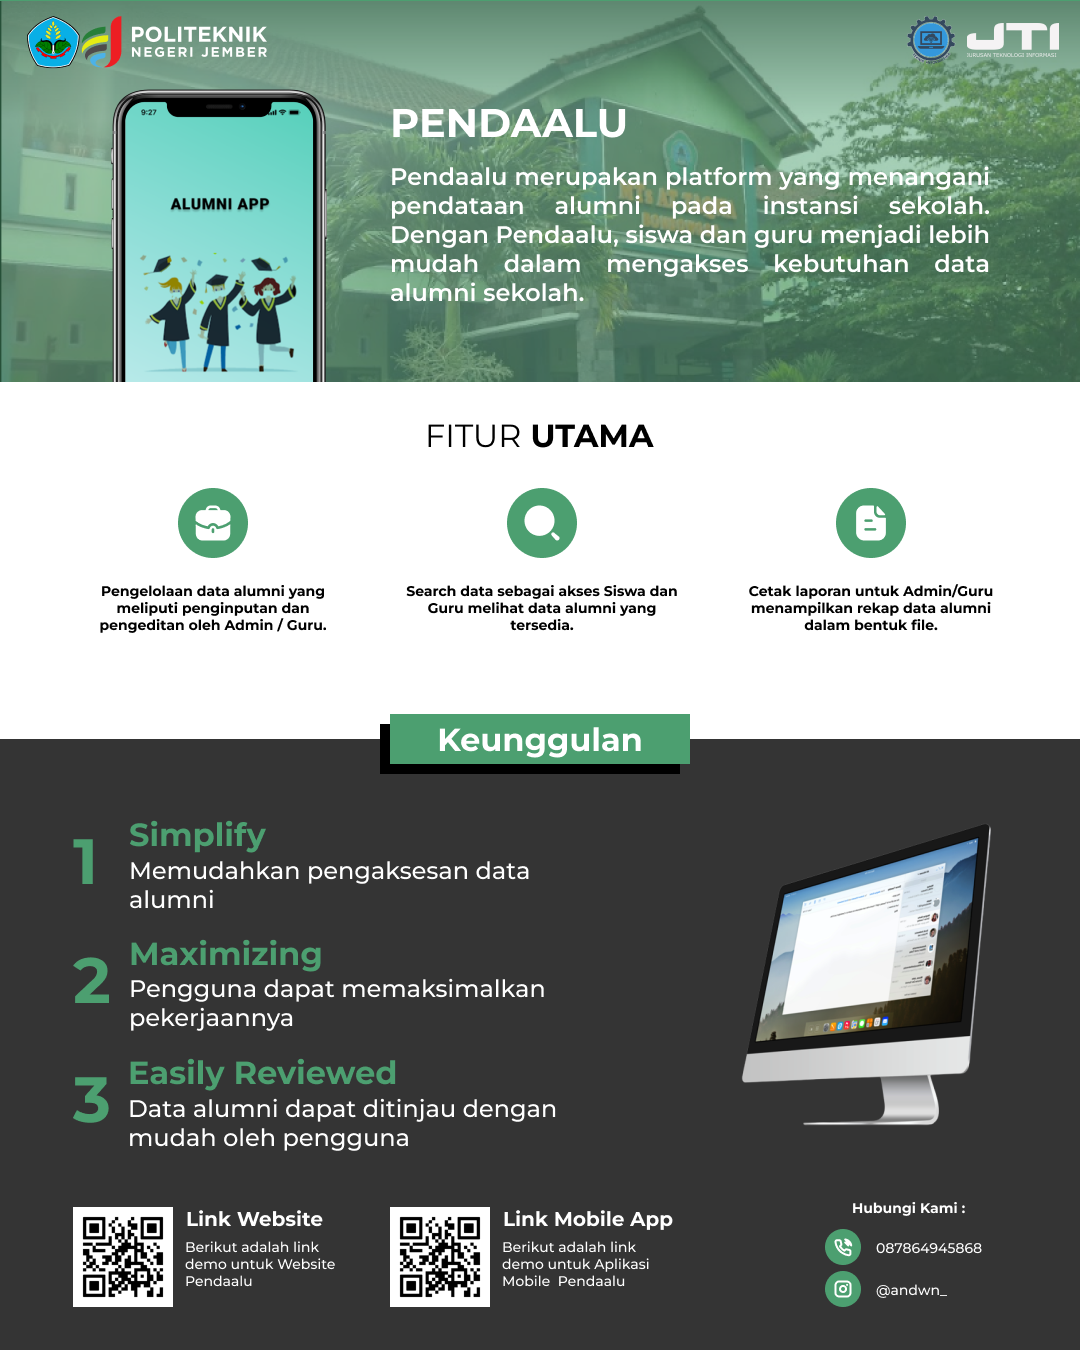 POLITEKNIK
NEGERI JEMBER
JTI
JURUSAN TEKNOLOGI INFORMASI
9:27
ALUMNI APP
PENDAALU
Pendaalu merupakan platform yang menangani
pendataan alumni pada instansi sekolah.
Dengan Pendaalu, siswa dan guru menjadi lebih
mudah dalam mengakses kebutuhan data
alumni sekolah.
FITUR UTAMA
Pengelolaan data alumni yang
meliputi penginputan dan
pengeditan oleh Admin / Guru.
Search data sebagai akses Siswa dan
Guru melihat data alumni yang
tersedia.
Cetak laporan untuk Admin/Guru
menampilkan rekap data alumni
dalam bentuk file.
Keunggulan
1
Simplify
Memudahkan pengaksesan data
alumni
2
Maximizing
Pengguna dapat memaksimalkan
pekerjaannya
3
Easily Reviewed
Data alumni dapat ditinjau dengan
mudah oleh pengguna
Link Website
Berikut adalah link
demo untuk Website
Pendaalu
Link Mobile App
Berikut adalah link
demo untuk Aplikasi
Mobile  Pendaalu
Hubungi Kami :
087864945868
@andwn_